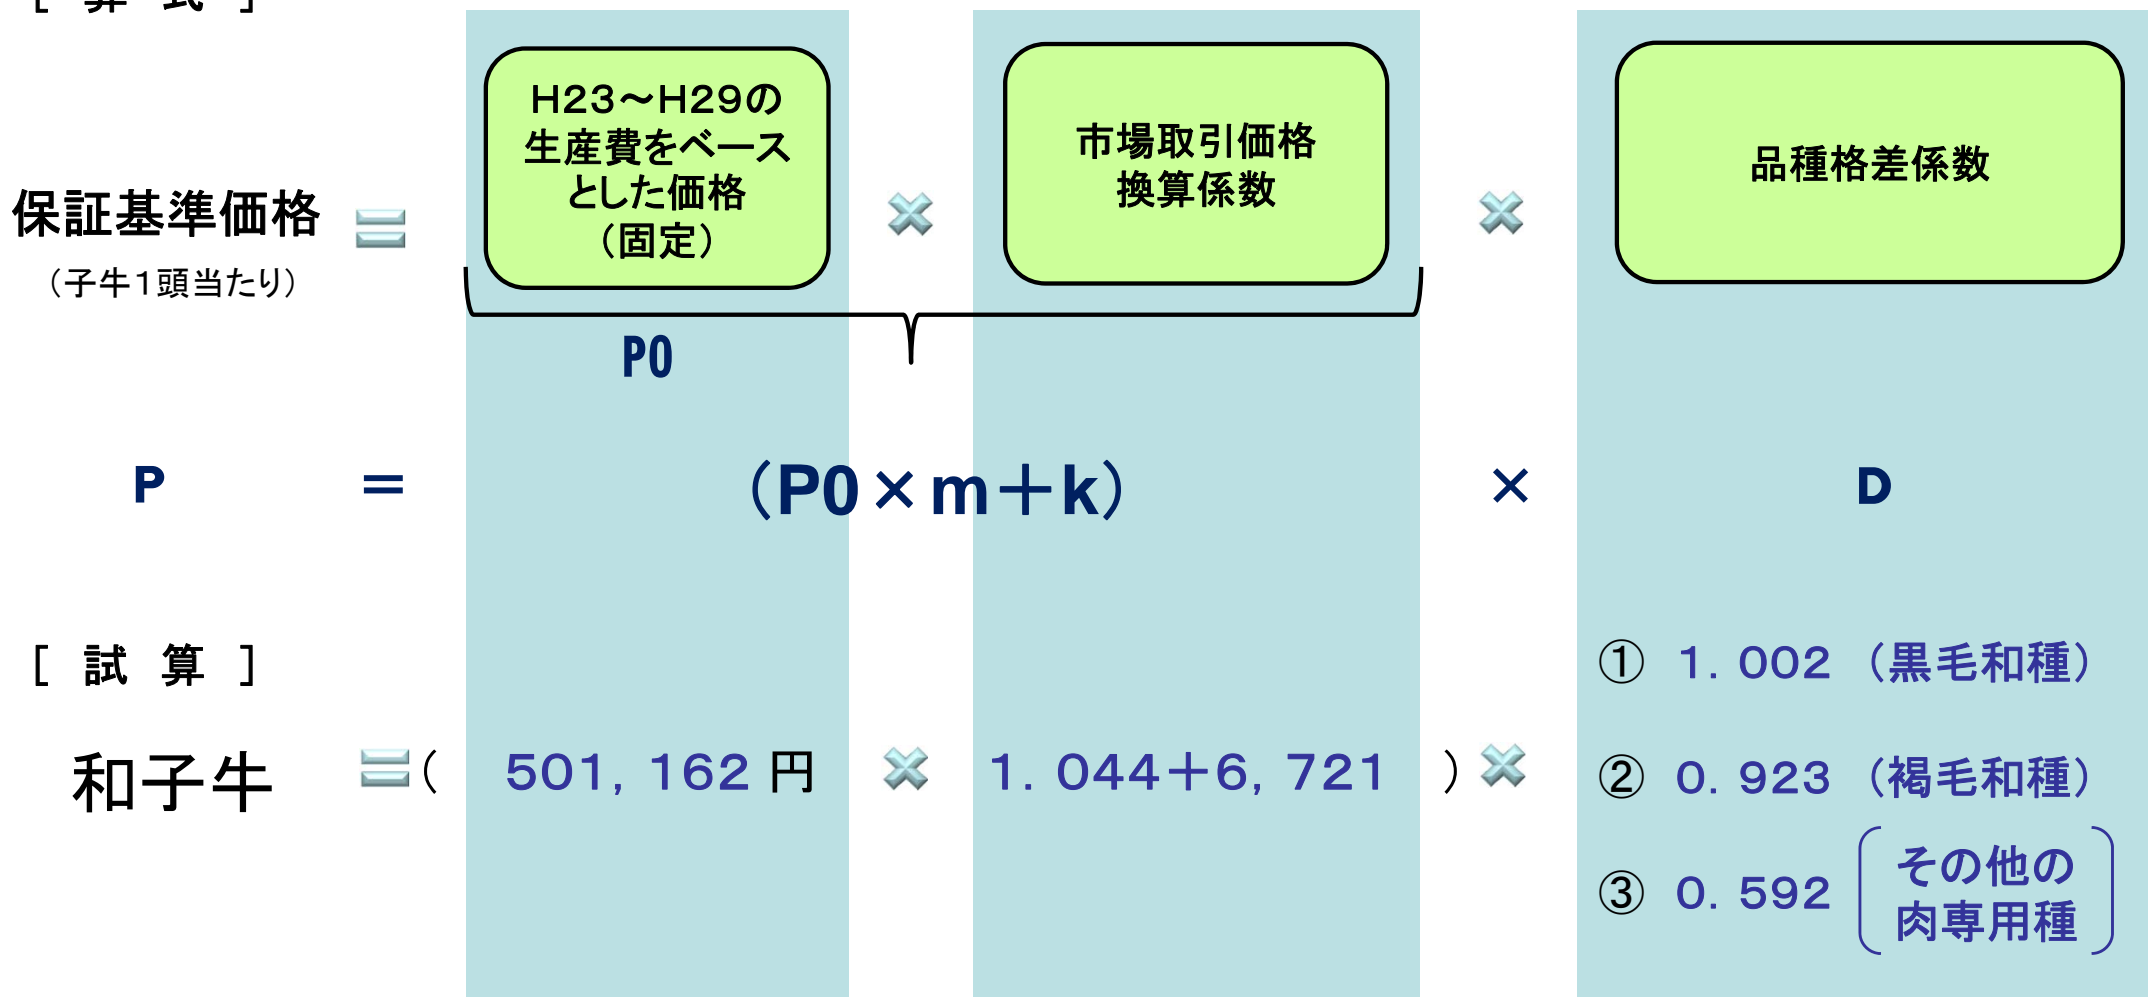 [ 算 式 ]
H23～H29の
生産費をベース
とした価格
（固定）
市場取引価格
換算係数
品種格差係数
保証基準価格
（子牛１頭当たり）
＝
×
×
P0
P ＝ （P0×m＋k） × D
[ 試 算 ]
和子牛 ＝（ 501，162 円 × 1．044＋6，721 ）×
① 1．002 （黒毛和種）
② 0．923 （褐毛和種）
③ 0．592
その他の
肉専用種